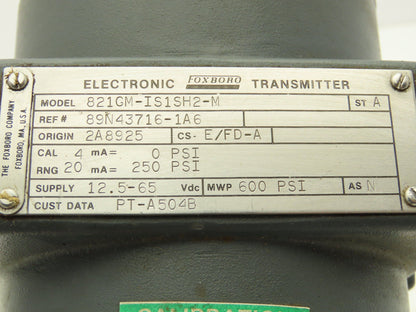 ELECTRONIC FOXBORO TRANSMITTER
MODEL 821GM-IS1SH2-M ST A
REF # 89N43716-1A6
ORIGIN 2A8925 CS- E/FD-A
CAL 4 mA= 0 PSI
RNG 20 mA= 250 PSI
SUPPLY 12.5-65 Vdc MWP 600 PSI AS N
CUST DATA PT-A504B
THE FOXBORO COMPANY
FOXBORO, MA, U.S.A.
CALIBRATION